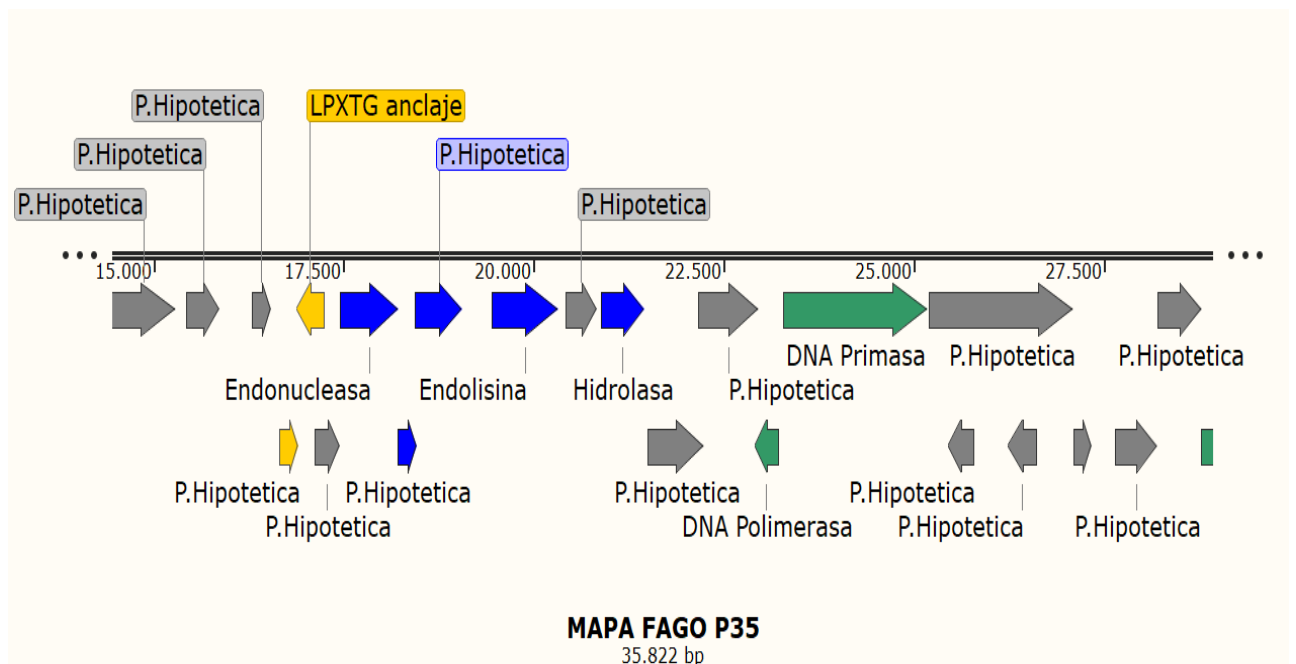 P.Hipotetica
LPXTG anclaje
P.Hipotetica
P.Hipotetica
P.Hipotetica
P.Hipotetica
15.000
17.500
20.000
22.500
25.000
27.500
DNA Primasa
P.Hipotetica
P.Hipotetica
Endonucleasa
Endolisina
Hidrolasa
P.Hipotetica
P.Hipotetica
P.Hipotetica
P.Hipotetica
P.Hipotetica
P.Hipotetica
DNA Polimerasa
P.Hipotetica
P.Hipotetica
MAPA FAGO P35
35.822 bp